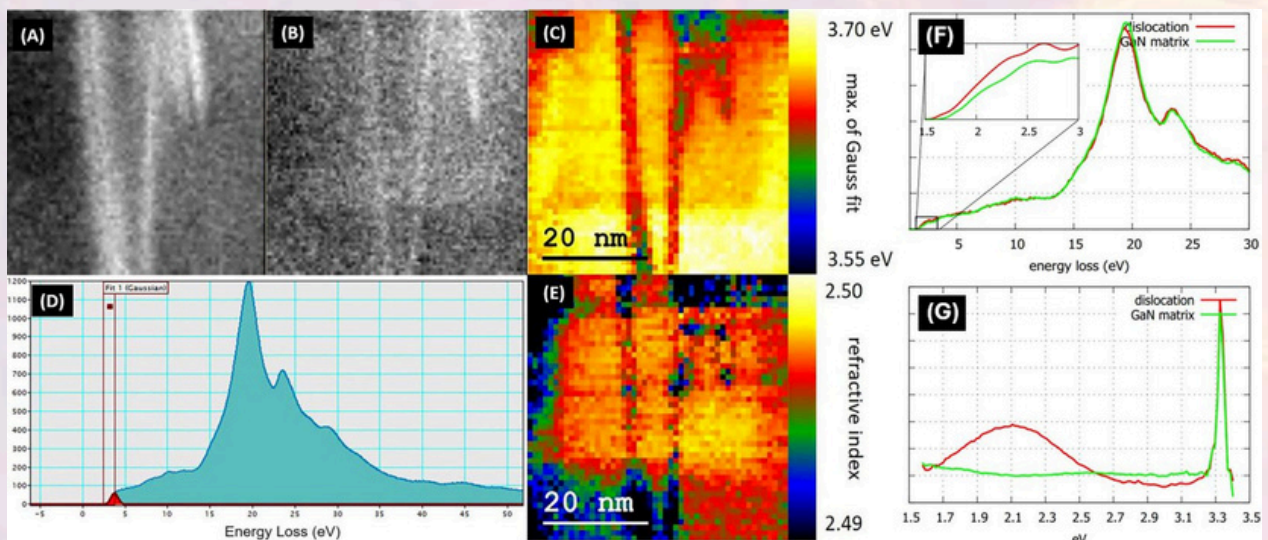 (A)
(B)
(C)
20 nm
3.70 eV
max. of Gauss fit
3.55 eV
(F)
dislocation
GaN matrix
1.5
2
2.5
3
5
10
15
20
25
30
energy loss (eV)
(D)
Fit 1 (Gaussian)
1200
1100
1000
900
800
700
600
500
400
300
200
100
0
-5
0
5
10
15
20
25
30
35
40
45
50
Energy Loss (eV)
(E)
20 nm
2.50
refractive index
2.49
dislocation
GaN matrix
(G)
1.5
1.7
1.9
2.1
2.3
2.5
2.7
2.9
3.1
3.3
3.5
eV